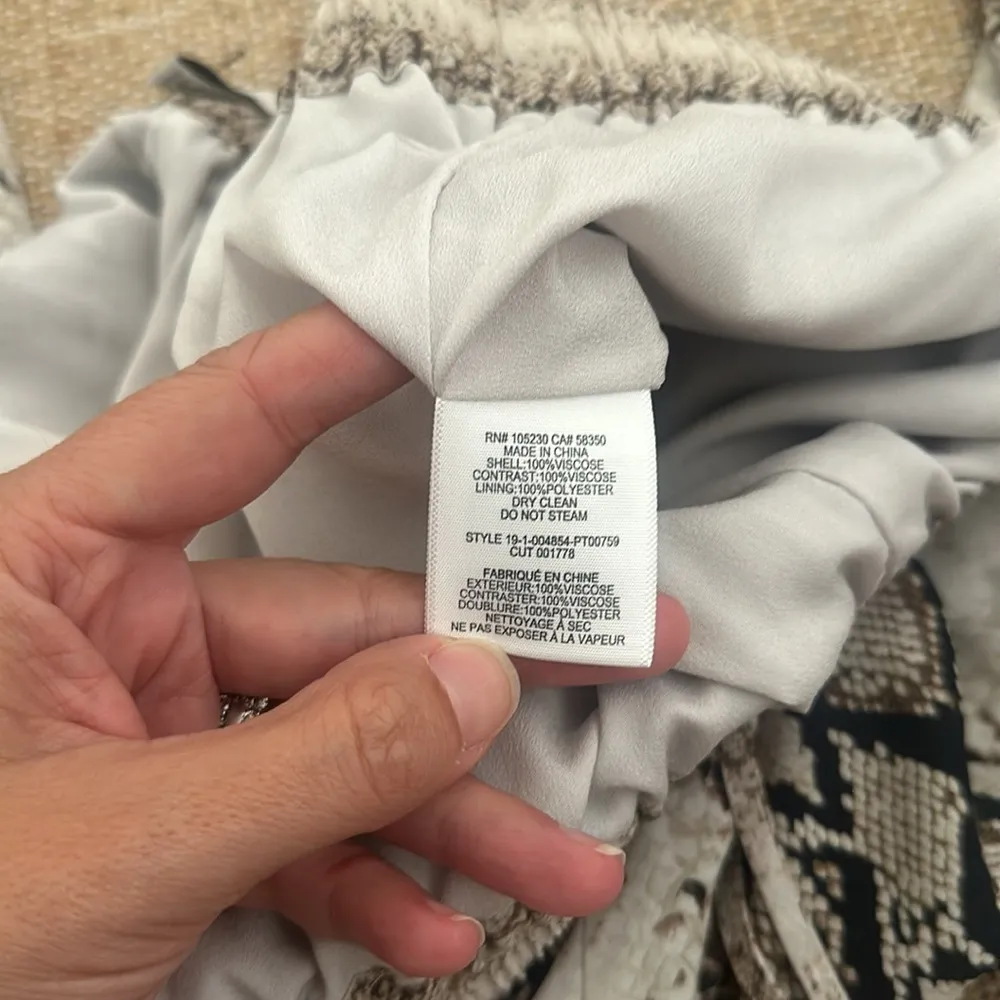 RN# 105230 CA# 58350
MADE IN CHINA
SHELL:100%VISCOSE
CONTRAST:100%VISCOSE
LINING:100%POLYESTER
DRY CLEAN
DO NOT STEAM
STYLE 19-1-004854-PT00759
CUT 001778
FABRIQUÉ EN CHINE
EXTERIEUR:100%VISCOSE
CONTRASTER:100%VISCOSE
DOUBLURE:100%POLYESTER
NETTOYAGE À SEC
NE PAS EXPOSER À LA VAPEUR